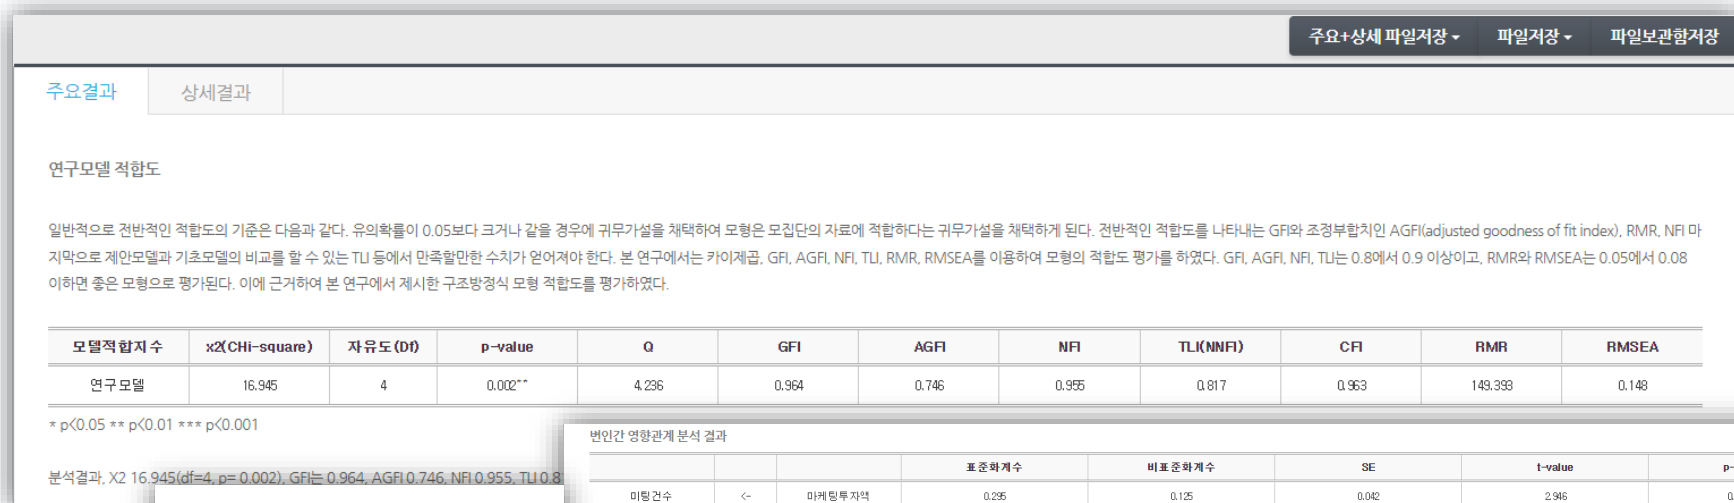 주요+상세 파일저장 파일저장 파일보관함저장
주요결과 상세결과
연구모델 적합도
일반적으로 전반적인 적합도의 기준은 다음과 같다. 유의확률이 0.05보다 크거나 같을 경우에 귀무가설을 채택하여 모형은 모집단의 자료에 적합하다는 귀무가설을 채택하게 된다. 전반적인 적합도를 나타내는 GFI와 조정부합치인 AGFI(adjusted goodness of fit index), RMR, NFI 마
지막으로 제안모델과 기초모델의 비교를 할 수 있는 TLI 등에서 만족할만한 수치가 얻어져야 한다. 본 연구에서는 카이제곱, GFI, AGFI, NFI, TLI, RMR, RMSEA를 이용하여 모형의 적합도 평가를 하였다. GFI, AGFI, NFI, TLI는 0.8에서 0.9 이상이고, RMR와 RMSEA는 0.05에서 0.08
이하면 좋은 모형으로 평가된다. 이에 근거하여 본 연구에서 제시한 구조방정식 모형 적합도를 평가하였다.
모델적합지수 x2(CHi-square) 자유도(Df) p-value Q GFI AGFI NFI TLI(NNFI) CFI RMR RMSEA
연구모델 16.945 4 0.002** 4.236 0.964 0.746 0.955 0.817 0.963 149.393 0.148
* p<0.05 ** p<0.01 *** p<0.001
변인간 영향관계 분석 결과
표준화계수 비표준화계수 SE t-value p-
분석결과, X2 16.945(df=4, p= 0.002), GFI는 0.964, AGFI 0.746, NFI 0.955, TLI 0.8
미팅건수 <- 마케팅투자액 0.295 0.125 0.042 2.946